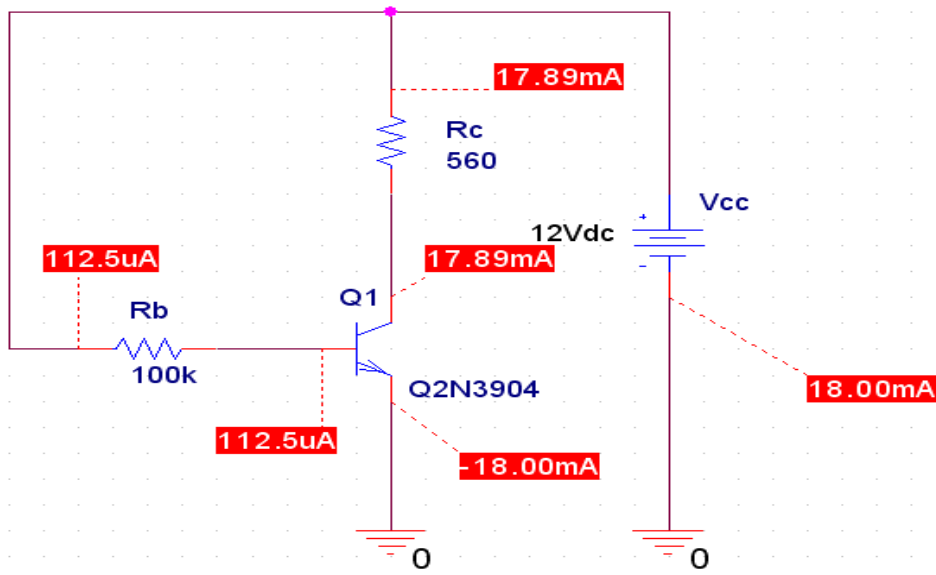 17.89mA
Rc
560
Vcc
12Vdc
112.5uA
17.89mA
Q1
Rb
100k
Q2N3904
18.00mA
112.5uA
-18.00mA
0
0